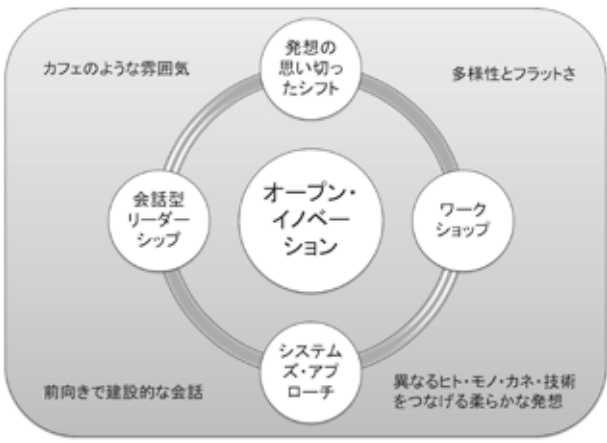 発想の
思い切っ
たシフト
カフェのような雰囲気
多様性とフラットさ
会話型
リーダー
シップ
オープン・
イノベー
ション
ワーク
ショップ
システム
ズ・アプ
ローチ
前向きで建設的な会話
異なるヒト・モノ・カネ・技術
をつなげる柔らかな発想